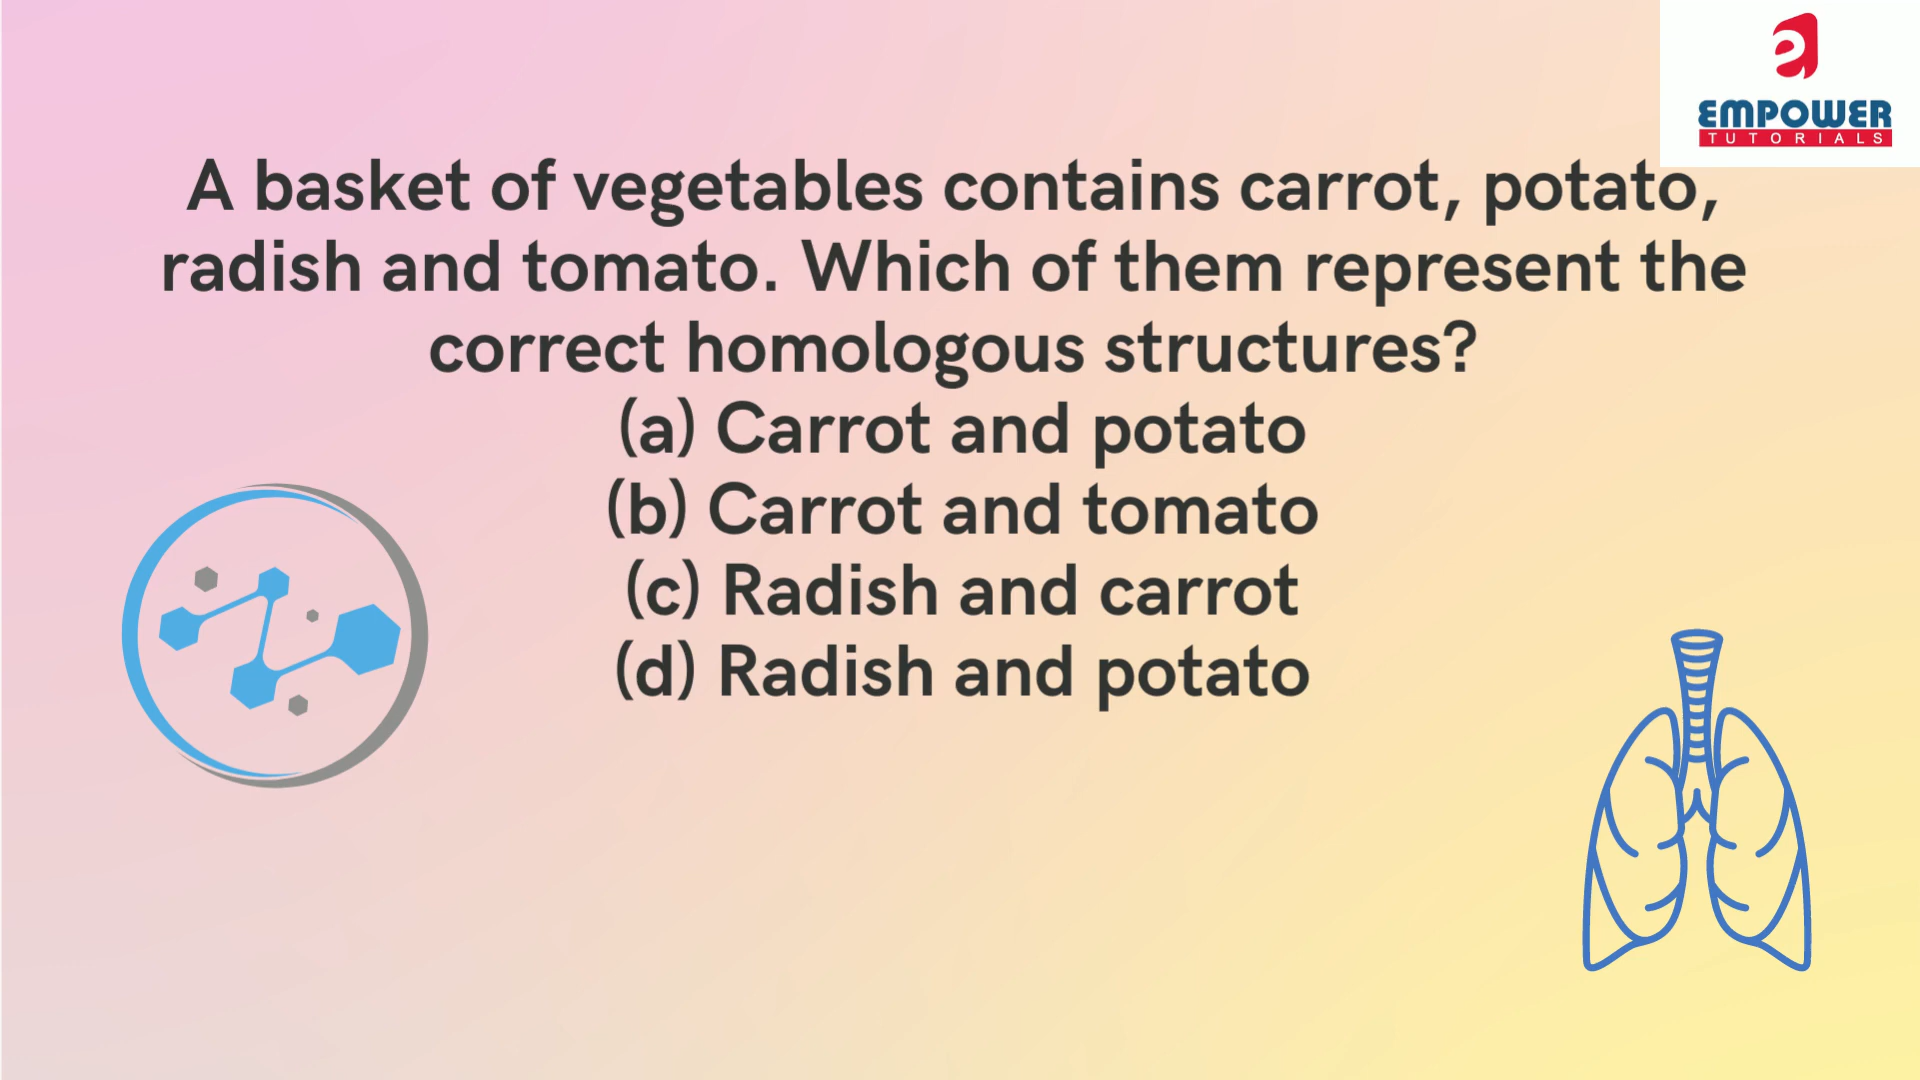 EMPOWER
TUTORIALS
A basket of vegetables contains carrot, potato,
radish and tomato. Which of them represent the
correct homologous structures?
(a) Carrot and potato
(b) Carrot and tomato
(c) Radish and carrot
(d) Radish and potato